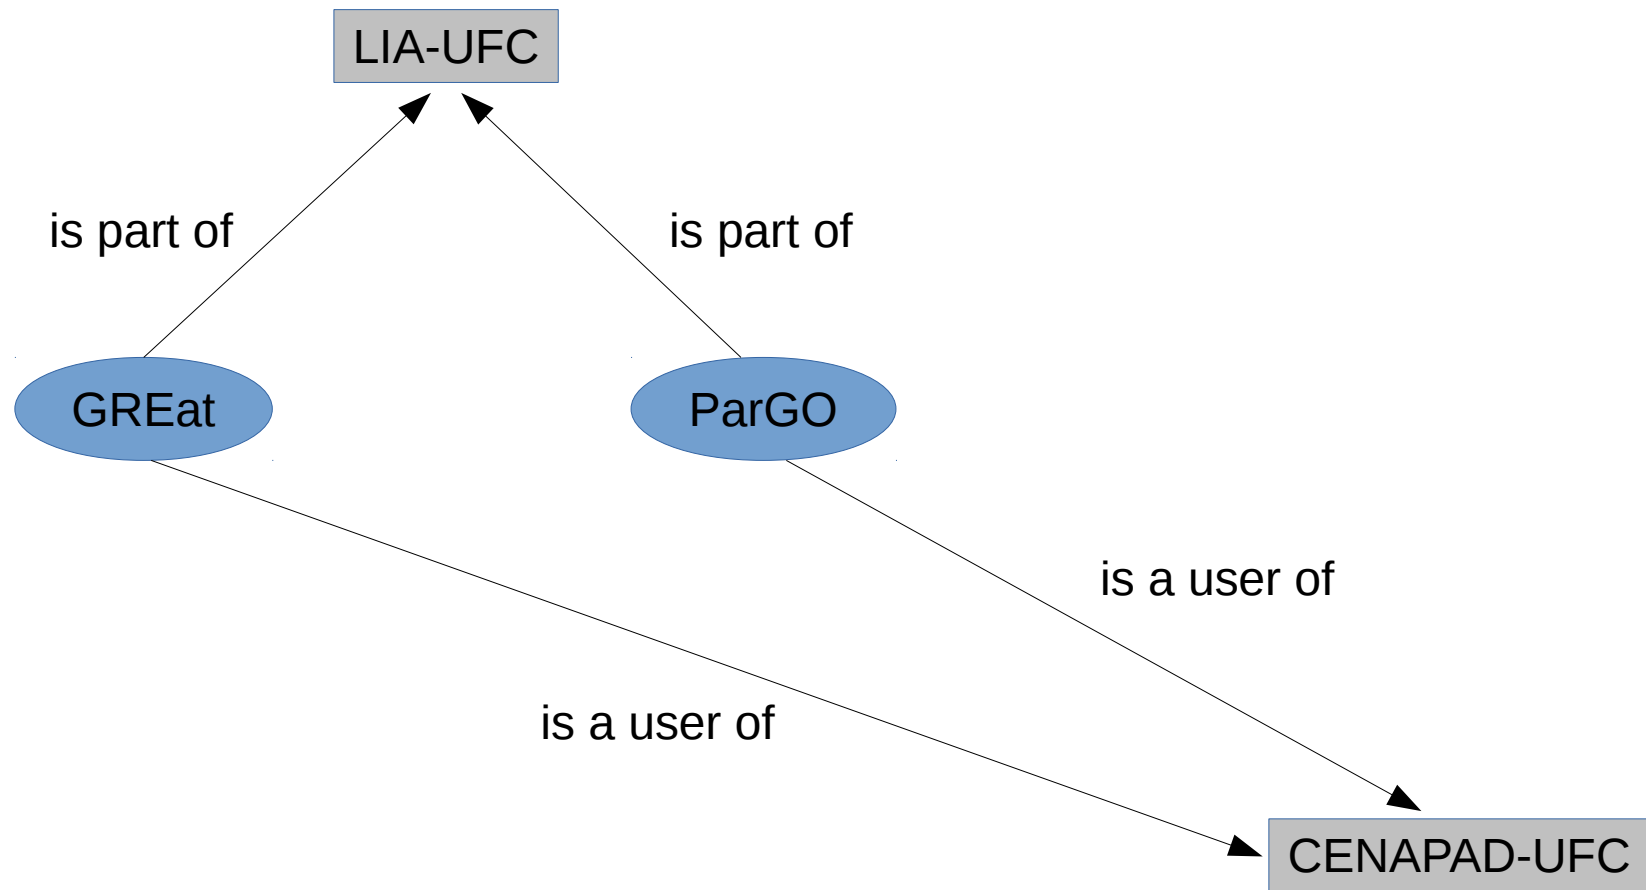 LIA-UFC
is part of
is part of
GREat
ParGO
is a user of
is a user of
CENAPAD-UFC